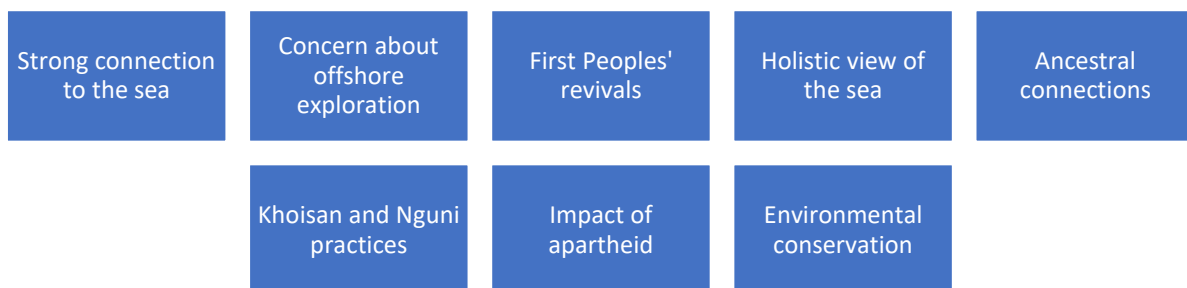 Strong connection
to the sea
Concern about
offshore
exploration
First Peoples'
revivals
Holistic view of
the sea
Ancestral
connections
Khoisan and Nguni
practices
Impact of
apartheid
Environmental
conservation